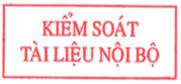 KIỂM SOÁT
TÀI LIỆU NỘI BỘ